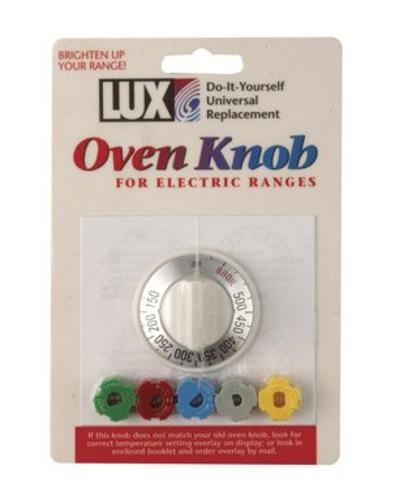 BRIGHTEN UP
YOUR RANGE!
LUX
Do-It-Yourself
Universal
Replacement
Oven Knob
FOR ELECTRIC RANGES
BROIL
500
450
400
35
300
250
200
150
If this knob does not match your old oven knob, look for
correct temperature setting overlay on display; or look in
enclosed booklet and order overlay by mail.